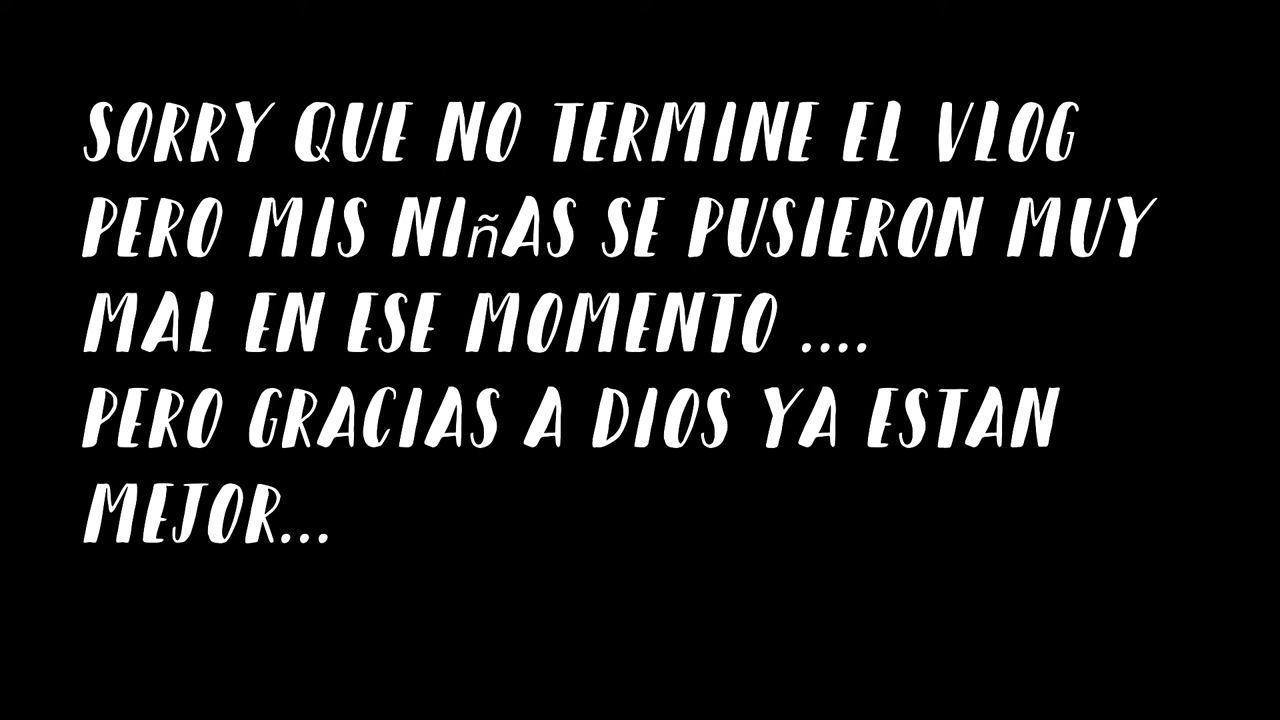 SORRY QUE NO TERMINE EL VLOG
PERO MIS NIñAS SE PUSIERON MUY
MAL EN ESE MOMENTO ....
PERO GRACIAS A DIOS YA ESTAN
MEJOR...